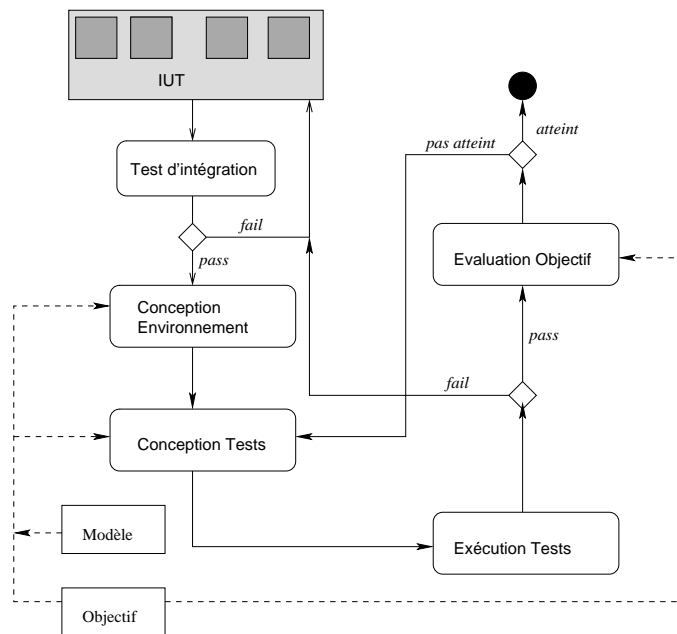 IUT
atteint
pas atteint
Test d'intégration
fail
pass
Evaluation Objectif
Conception
Environnement
pass
fail
Conception Tests
Modèle
Exécution Tests
Objectif